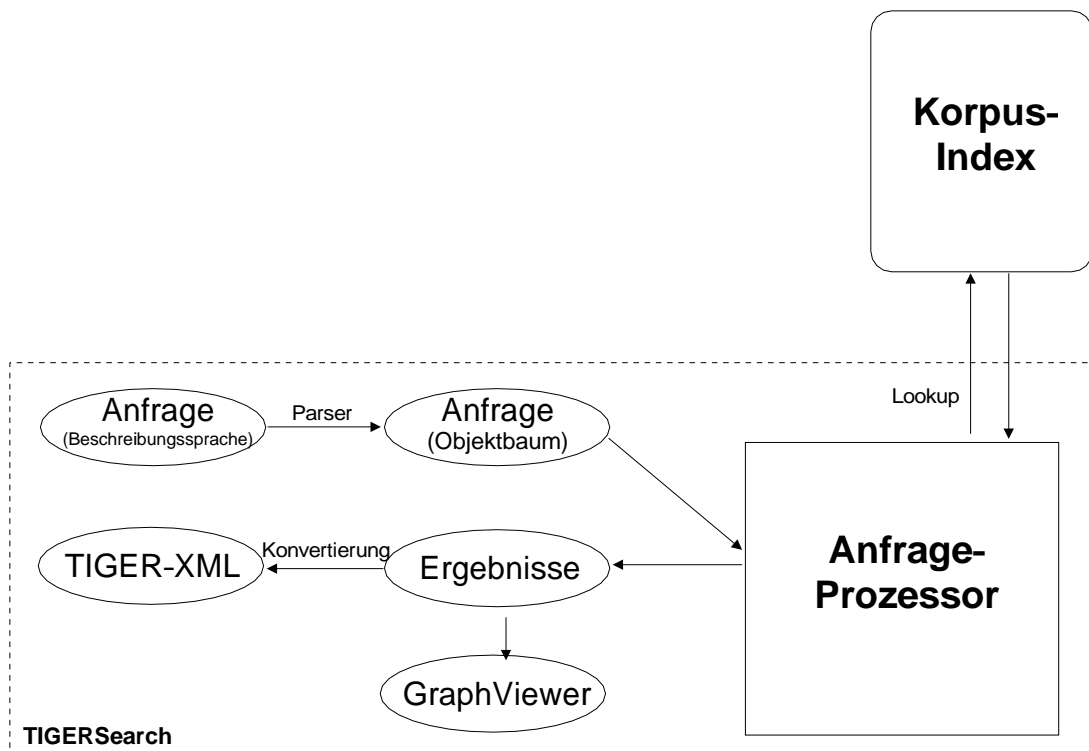 Korpus-
Index
Lookup
Anfrage
(Beschreibungssprache)
Parser
Anfrage
(Objektbaum)
TIGER-XML
Konvertierung
Ergebnisse
Anfrage-
Prozessor
GraphViewer
TIGERSearch